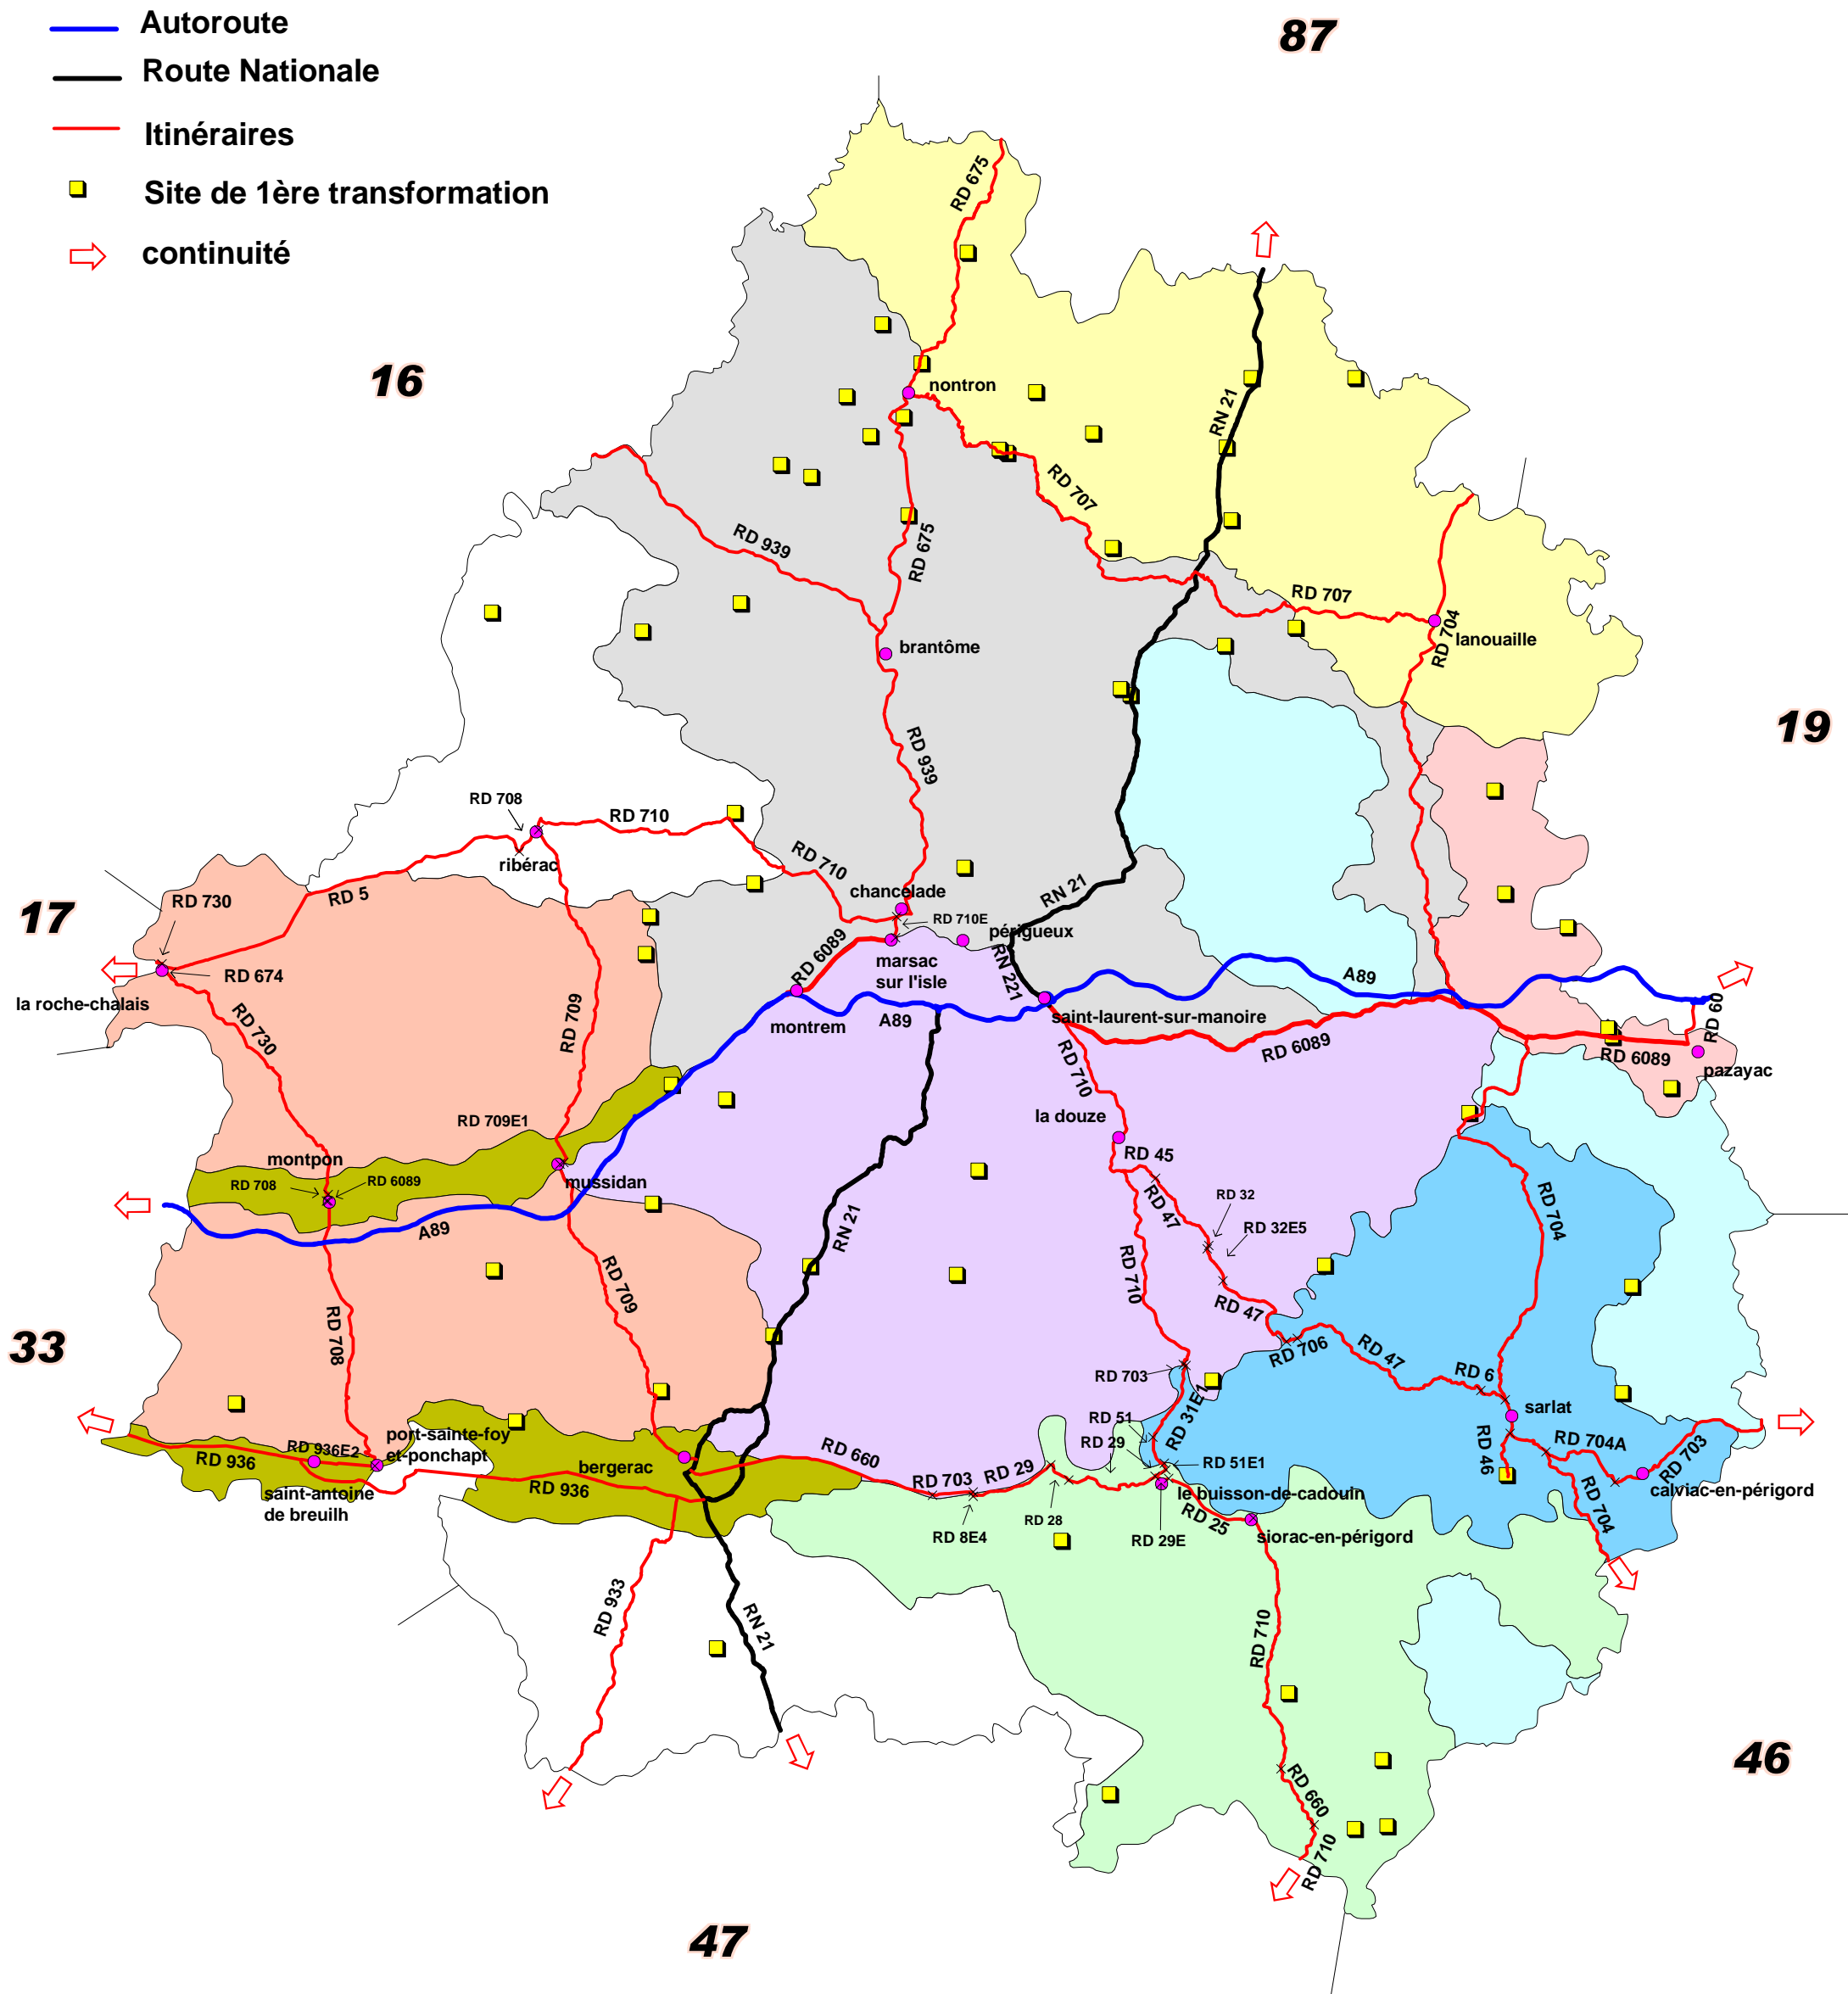 Autoroute
Route Nationale
Itinéraires
Site de 1ère transformation
continuité
87
RD 675
16
nontron
RN 21
RD 707
RD 939
RD 675
RD 707
RD 704
lanouaille
brantôme
19
RD 939
RD 708
RD 710
ribérac
RD 710
RD 5
chancelade
RN 21
17
RD 730
RD 710E
périgueux
RD 6089
marsac
sur l'isle
RN 221
RD 674
A89
la roche-chalais
RD 730
RD 709
montrem
A89
saint-laurent-sur-manoire
RD 6089
RD 60
RD 6089
pazayac
RD 710
la douze
RD 709E1
RD 45
montpon
RD 708
RD 6089
mussidan
RD 47
RD 32
RD 32E5
RD 704
A89
RN 21
RD 710
RD 709
RD 47
33
RD 708
RD 706
RD 47
RD 6
RD 703
RD 31E1
sarlat
RD 51
port-sainte-foy
et-ponchapt
RD 936E2
RD 936
RD 29
RD 704A
RD 46
RD 660
RD 703
RD 29
RD 51E1
RD 703
bergerac
RD 936
saint-antoine
de breuilh
le buisson-de-cadouin
calviac-en-périgord
RD 704
RD 25
RD 28
RD 8E4
RD 29E
siorac-en-périgord
RD 933
RN 21
RD 710
46
RD 660
RD 710
47